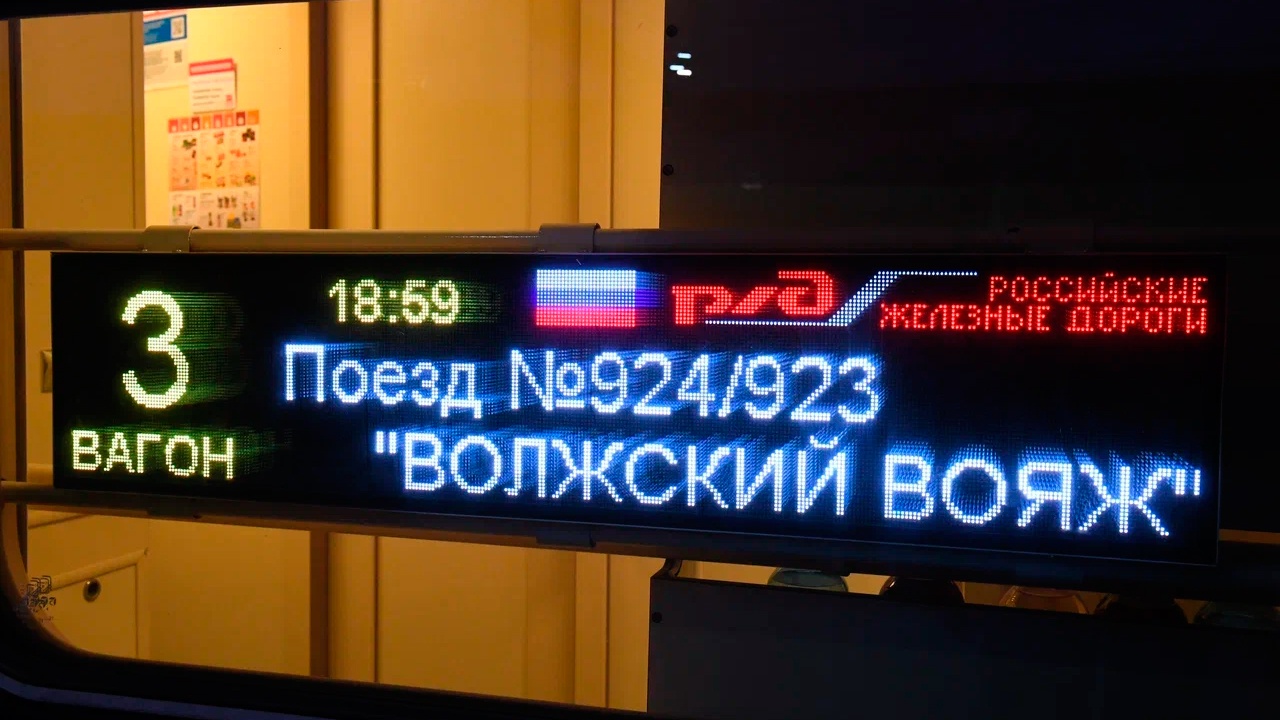 3
ВАГОН
18:59
РЖД
РОССИЙСКИЕ
ЖЕЛЕЗНЫЕ ДОРОГИ
Поезд №924/923
"ВОЛЖСКИЙ ВОЯЖ"